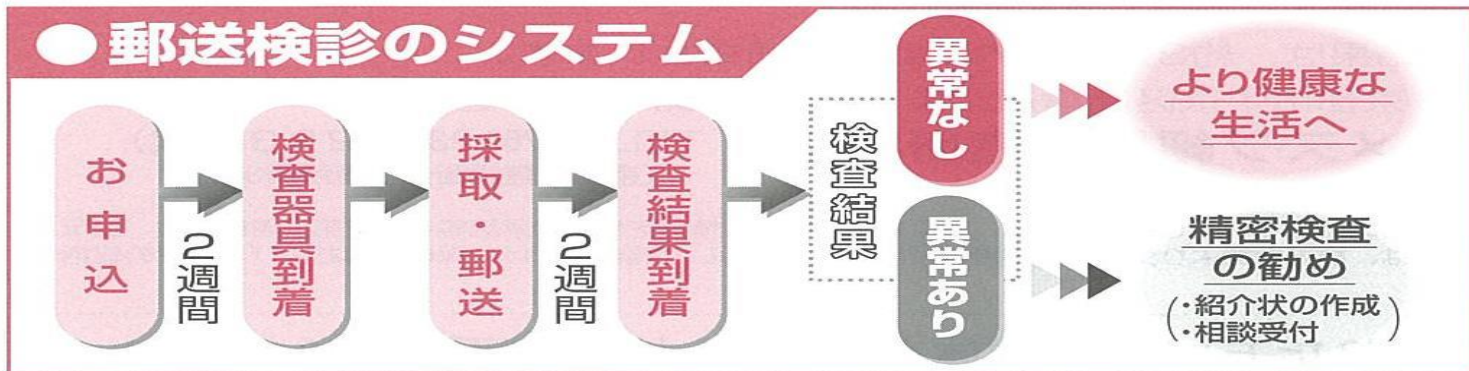 ●郵送検診のシステム
お申込
2週間
検査器具到着
採取・郵送
2週間
検査結果到着
検査結果
異常なし
より健康な
生活へ
異常あり
精密検査
の勧め
(・紹介状の作成
・相談受付)